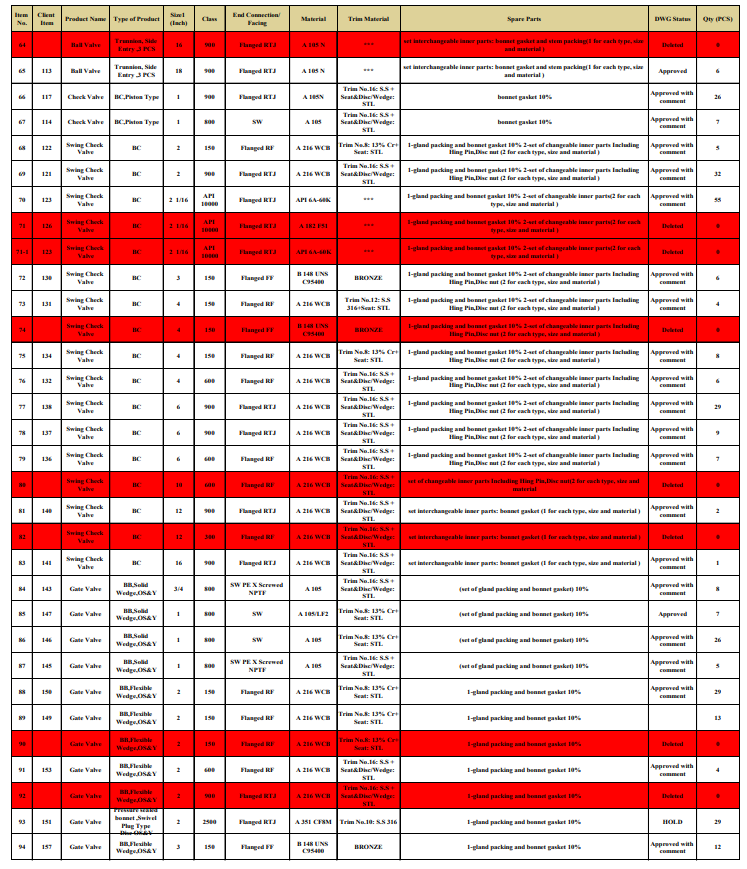 Item No. Client Item Product Name Type of Product Size1 (Inch) Class End Connection/ Facing Material Trim Material Spare Parts DWG Status Qty (PCS)
64 Ball Valve Trunnion, Side Entry ,3 PCS 16 900 Flanged RTJ A 105 N *** set interchangeable inner parts: bonnet gasket and stem packing(1 for each type, size and material ) Deleted 0
65 113 Ball Valve Trunnion, Side Entry ,3 PCS 18 900 Flanged RTJ A 105 N *** set interchangeable inner parts: bonnet gasket and stem packing(1 for each type, size and material ) Approved 6
66 117 Check Valve BC,Piston Type 1 900 Flanged RTJ A 105N Trim No.16: S.S + Seat&Disc/Wedge: STL bonnet gasket 10% Approved with comment 26
67 114 Check Valve BC,Piston Type 1 800 SW A 105 Trim No.16: S.S + Seat&Disc/Wedge: STL bonnet gasket 10% Approved with comment 7
68 122 Swing Check Valve BC 2 150 Flanged RF A 216 WCB Trim No.8: 13% Cr+ Seat: STL 1-gland packing and bonnet gasket 10% 2-set of changeable inner parts Including Hing Pin,Disc nut (2 for each type, size and material ) Approved with comment 5
69 121 Swing Check Valve BC 2 900 Flanged RTJ A 216 WCB Trim No.16: S.S + Seat&Disc/Wedge: STL 1-gland packing and bonnet gasket 10% 2-set of changeable inner parts Including Hing Pin,Disc nut (2 for each type, size and material ) Approved with comment 32
70 123 Swing Check Valve BC 2 1/16 API 10000 Flanged RTJ API 6A-60K *** 1-gland packing and bonnet gasket 10% 2-set of changeable inner parts(2 for each type, size and material ) Approved with comment 55
71 126 Swing Check Valve BC 2 1/16 API 10000 Flanged RTJ A 182 F51 *** 1-gland packing and bonnet gasket 10% 2-set of changeable inner parts(2 for each type, size and material ) Deleted 0
71-1 123 Swing Check Valve BC 2 1/16 API 10000 Flanged RTJ API 6A-60K *** 1-gland packing and bonnet gasket 10% 2-set of changeable inner parts(2 for each type, size and material ) Deleted 0
72 130 Swing Check Valve BC 3 150 Flanged FF B 148 UNS C95400 BRONZE 1-gland packing and bonnet gasket 10% 2-set of changeable inner parts Including Hing Pin,Disc nut (2 for each type, size and material ) Approved with comment 6
73 131 Swing Check Valve BC 4 150 Flanged RF A 216 WCB Trim No.12: S.S 316+Seat: STL 1-gland packing and bonnet gasket 10% 2-set of changeable inner parts Including Hing Pin,Disc nut (2 for each type, size and material ) Approved with comment 4
74 Swing Check Valve BC 4 150 Flanged FF B 148 UNS C95400 BRONZE 1-gland packing and bonnet gasket 10% 2-set of changeable inner parts Including Hing Pin,Disc nut (2 for each type, size and material ) Deleted 0
75 134 Swing Check Valve BC 4 150 Flanged RF A 216 WCB Trim No.8: 13% Cr+ Seat: STL 1-gland packing and bonnet gasket 10% 2-set of changeable inner parts Including Hing Pin,Disc nut (2 for each type, size and material ) Approved with comment 8
76 132 Swing Check Valve BC 4 600 Flanged RF A 216 WCB Trim No.16: S.S + Seat&Disc/Wedge: STL 1-gland packing and bonnet gasket 10% 2-set of changeable inner parts Including Hing Pin,Disc nut (2 for each type, size and material ) Approved with comment 6
77 138 Swing Check Valve BC 6 900 Flanged RTJ A 216 WCB Trim No.16: S.S + Seat&Disc/Wedge: STL 1-gland packing and bonnet gasket 10% 2-set of changeable inner parts Including Hing Pin,Disc nut (2 for each type, size and material ) Approved with comment 29
78 137 Swing Check Valve BC 6 900 Flanged RTJ A 216 WCB Trim No.16: S.S + Seat&Disc/Wedge: STL 1-gland packing and bonnet gasket 10% 2-set of changeable inner parts Including Hing Pin,Disc nut (2 for each type, size and material ) Approved with comment 9
79 136 Swing Check Valve BC 6 600 Flanged RF A 216 WCB Trim No.16: S.S + Seat&Disc/Wedge: STL 1-gland packing and bonnet gasket 10% 2-set of changeable inner parts Including Hing Pin,Disc nut (2 for each type, size and material ) Approved with comment 7
80 Swing Check Valve BC 10 600 Flanged RF A 216 WCB Trim No.16: S.S + Seat&Disc/Wedge: STL set of changeable inner parts Including Hing Pin,Disc nut(2 for each type, size and material Deleted 0
81 140 Swing Check Valve BC 12 900 Flanged RTJ A 216 WCB Trim No.16: S.S + Seat&Disc/Wedge: STL set interchangeable inner parts: bonnet gasket (1 for each type, size and material ) Approved with comment 2
82 Swing Check Valve BC 12 300 Flanged RF A 216 WCB Trim No.16: S.S + Seat&Disc/Wedge: STL set interchangeable inner parts: bonnet gasket (1 for each type, size and material ) Deleted 0
83 141 Swing Check Valve BC 16 900 Flanged RTJ A 216 WCB Trim No.16: S.S + Seat&Disc/Wedge: STL set interchangeable inner parts: bonnet gasket (1 for each type, size and material ) Approved with comment 1
84 143 Gate Valve BB,Solid Wedge,OS&Y 3/4 800 SW PE X Screwed NPTF A 105 Trim No.16: S.S + Seat&Disc/Wedge: STL (set of gland packing and bonnet gasket) 10% Approved with comment 8
85 147 Gate Valve BB,Solid Wedge,OS&Y 1 800 SW A 105/LF2 Trim No.8: 13% Cr+ Seat: STL (set of gland packing and bonnet gasket) 10% Approved 7
86 146 Gate Valve BB,Solid Wedge,OS&Y 1 800 SW A 105 Trim No.8: 13% Cr+ Seat: STL (set of gland packing and bonnet gasket) 10% Approved with comment 26
87 145 Gate Valve BB,Solid Wedge,OS&Y 1 800 SW PE X Screwed NPTF A 105 Trim No.16: S.S + Seat&Disc/Wedge: STL (set of gland packing and bonnet gasket) 10% Approved with comment 5
88 150 Gate Valve BB,Flexible Wedge,OS&Y 2 150 Flanged RF A 216 WCB Trim No.8: 13% Cr+ Seat: STL 1-gland packing and bonnet gasket 10% Approved with comment 29
89 149 Gate Valve BB,Flexible Wedge,OS&Y 2 150 Flanged RF A 216 WCB Trim No.8: 13% Cr+ Seat: STL 1-gland packing and bonnet gasket 10% 13
90 Gate Valve BB,Flexible Wedge,OS&Y 2 150 Flanged RF A 216 WCB Trim No.8: 13% Cr+ Seat: STL 1-gland packing and bonnet gasket 10% Deleted 0
91 153 Gate Valve BB,Flexible Wedge,OS&Y 2 600 Flanged RF A 216 WCB Trim No.16: S.S + Seat&Disc/Wedge: STL 1-gland packing and bonnet gasket 10% Approved with comment 4
92 Gate Valve BB,Flexible Wedge,OS&Y 2 900 Flanged RTJ A 216 WCB Trim No.16: S.S + Seat&Disc/Wedge: STL 1-gland packing and bonnet gasket 10% Deleted 0
93 151 Gate Valve Pressure sealed bonnet ,Swivel Plug Type Disc OS&Y 2 2500 Flanged RTJ A 351 CF8M Trim No.10: S.S 316 1-gland packing and bonnet gasket 10% HOLD 29
94 157 Gate Valve BB,Flexible Wedge,OS&Y 3 150 Flanged FF B 148 UNS C95400 BRONZE 1-gland packing and bonnet gasket 10% Approved with comment 12